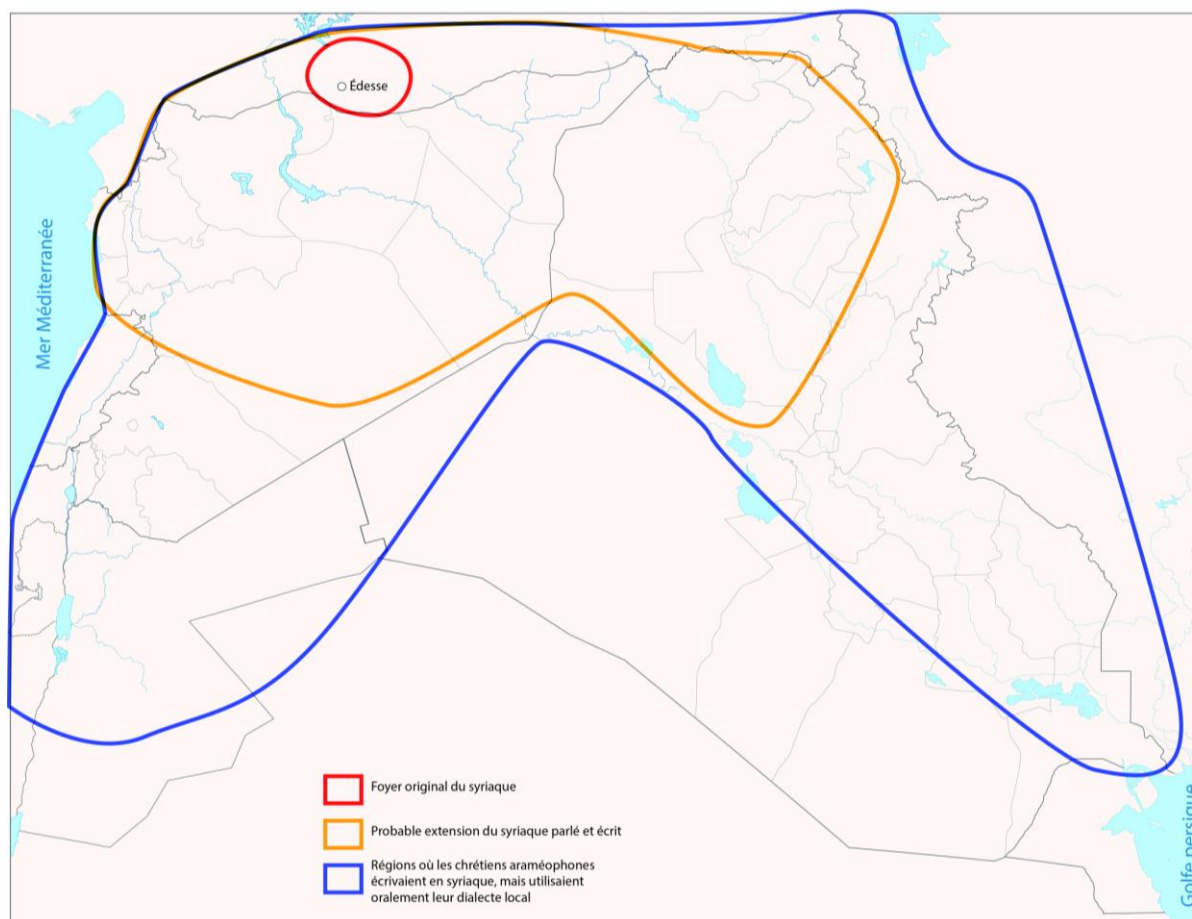 Édesse
Mer Méditerranée
Foyer original du syriaque
Probable extension du syriaque parlé et écrit
Régions où les chrétiens araméophones
écrivaient en syriaque, mais utilisaient
oralement leur dialecte local
Golfe persique